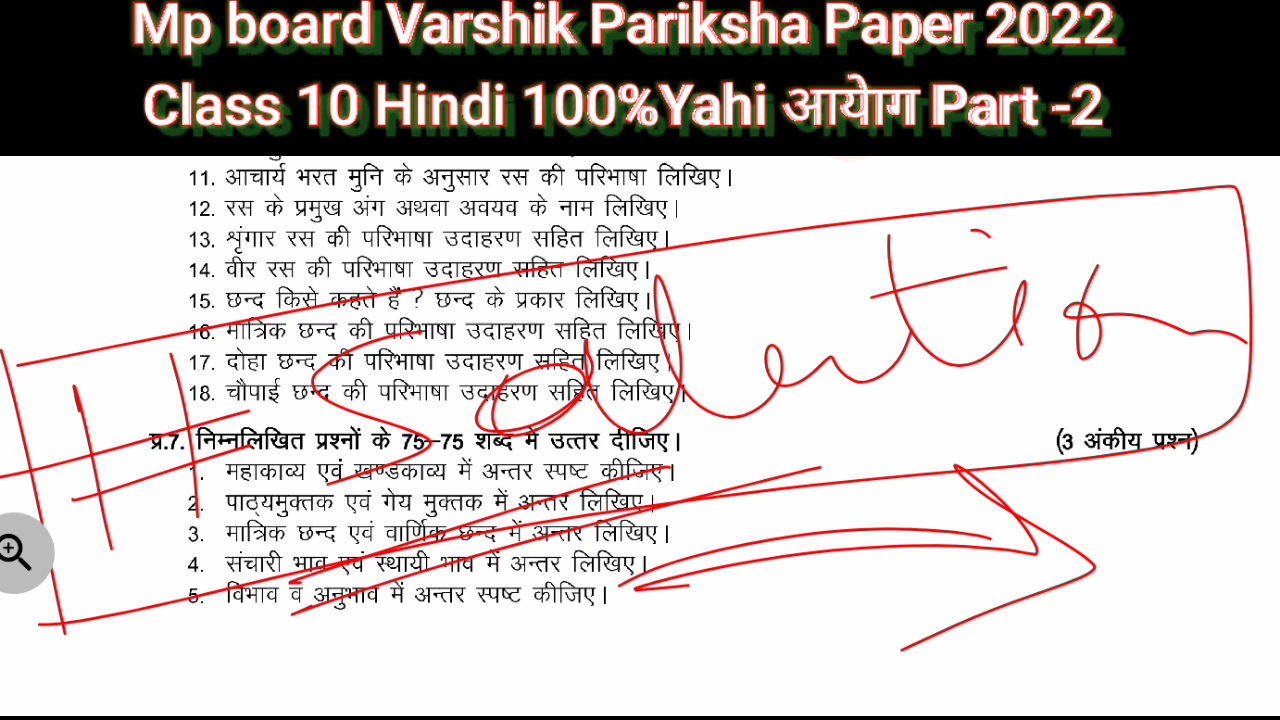 Mp board Varshik Pariksha Paper 2022
Class 10 Hindi 100%Yahi आयोग Part -2
11. आचार्य भरत मुनि के अनुसार रस की परिभाषा लिखिए।
12. रस के प्रमुख अंग अथवा अवयव के नाम लिखिए।
13. श्रृंगार रस की परिभाषा उदाहरण सहित लिखिए।
14. वीर रस की परिभाषा उदाहरण सहित लिखिए।
15. छन्द किसे कहते हैं ? छन्द के प्रकार लिखिए।
16. मात्रिक छन्द की परिभाषा उदाहरण सहित लिखिए।
17. दोहा छन्द की परिभाषा उदाहरण सहित लिखिए।
18. चौपाई छन्द की परिभाषा उदाहरण सहित लिखिए।
प्र.7. निम्नलिखित प्रश्नों के 75–75 शब्द में उत्तर दीजिए। (3 अंकीय प्रश्न)
1. महाकाव्य एवं खण्डकाव्य में अन्तर स्पष्ट कीजिए।
2. पाठ्यमुक्तक एवं गेय मुक्तक में अन्तर लिखिए।
3. मात्रिक छन्द एवं वार्णिक छन्द में अन्तर लिखिए।
4. संचारी भाव एवं स्थायी भाव में अन्तर लिखिए।
5. विभाव व अनुभाव में अन्तर स्पष्ट कीजिए।